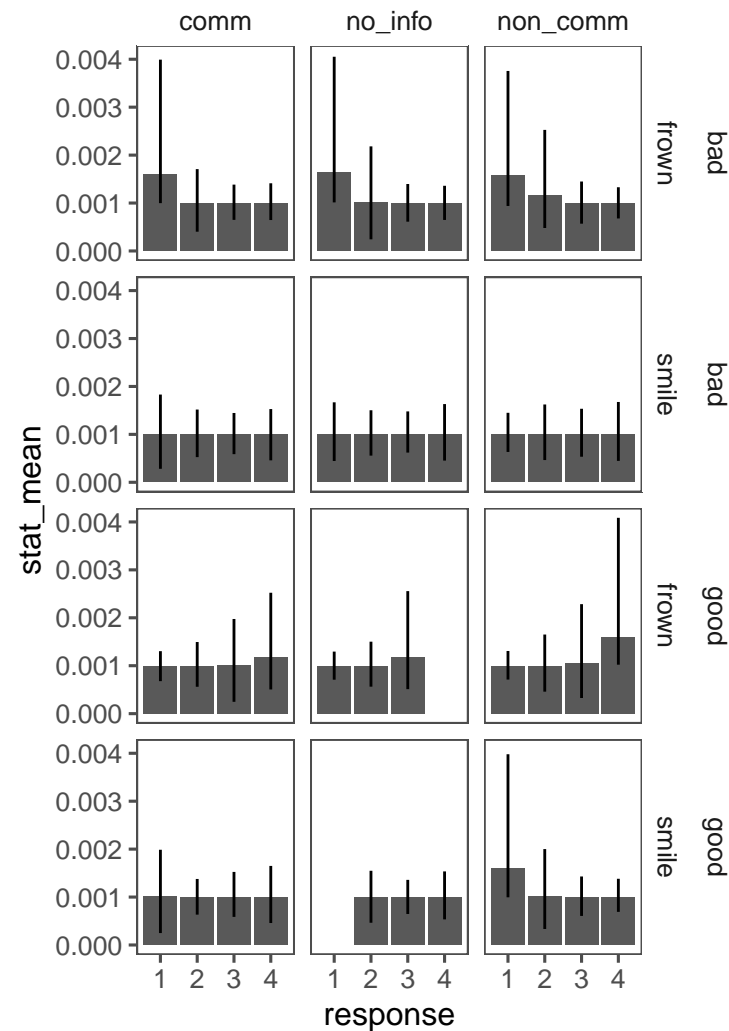 comm no_info non_comm
0.004
0.003
0.002
0.001
0.000
frown bad
0.004
0.003
0.002
0.001
0.000
smile bad
0.004
0.003
0.002
0.001
0.000
frown good
0.004
0.003
0.002
0.001
0.000
smile good
stat_mean
1 2 3 4 1 2 3 4 1 2 3 4
response